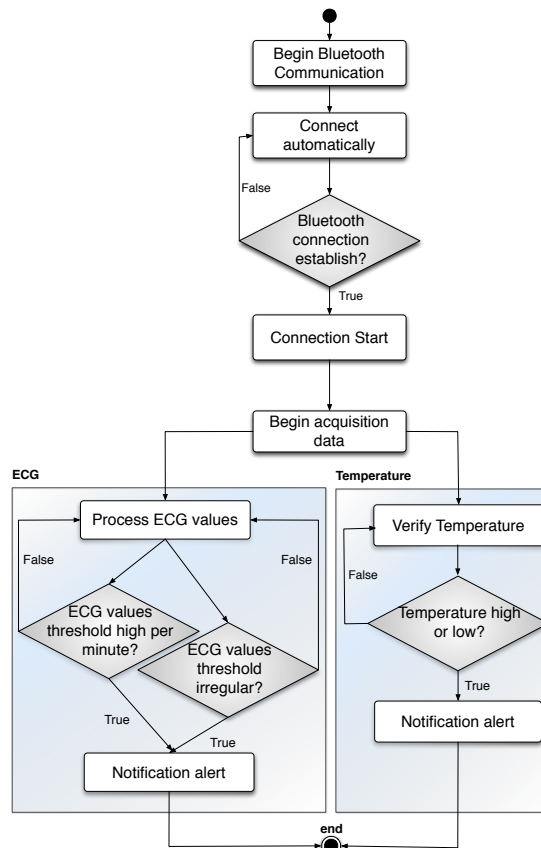 Begin Bluetooth
Communication
Connect
automatically
False
Bluetooth
connection
establish?
True
Connection Start
Begin acquisition
data
ECG
Process ECG values
False
False
ECG values
threshold high per
minute?
ECG values
threshold
irregular?
True
True
Notification alert
Temperature
Verify Temperature
False
Temperature high
or low?
True
Notification alert
end